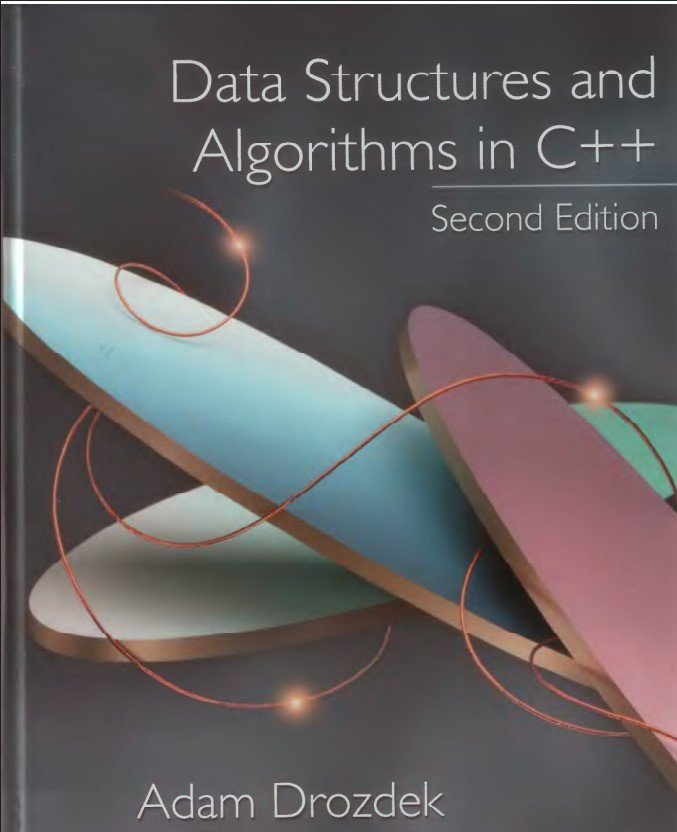 Data Structures and
Algorithms in C++
Second Edition
Adam Drozdek